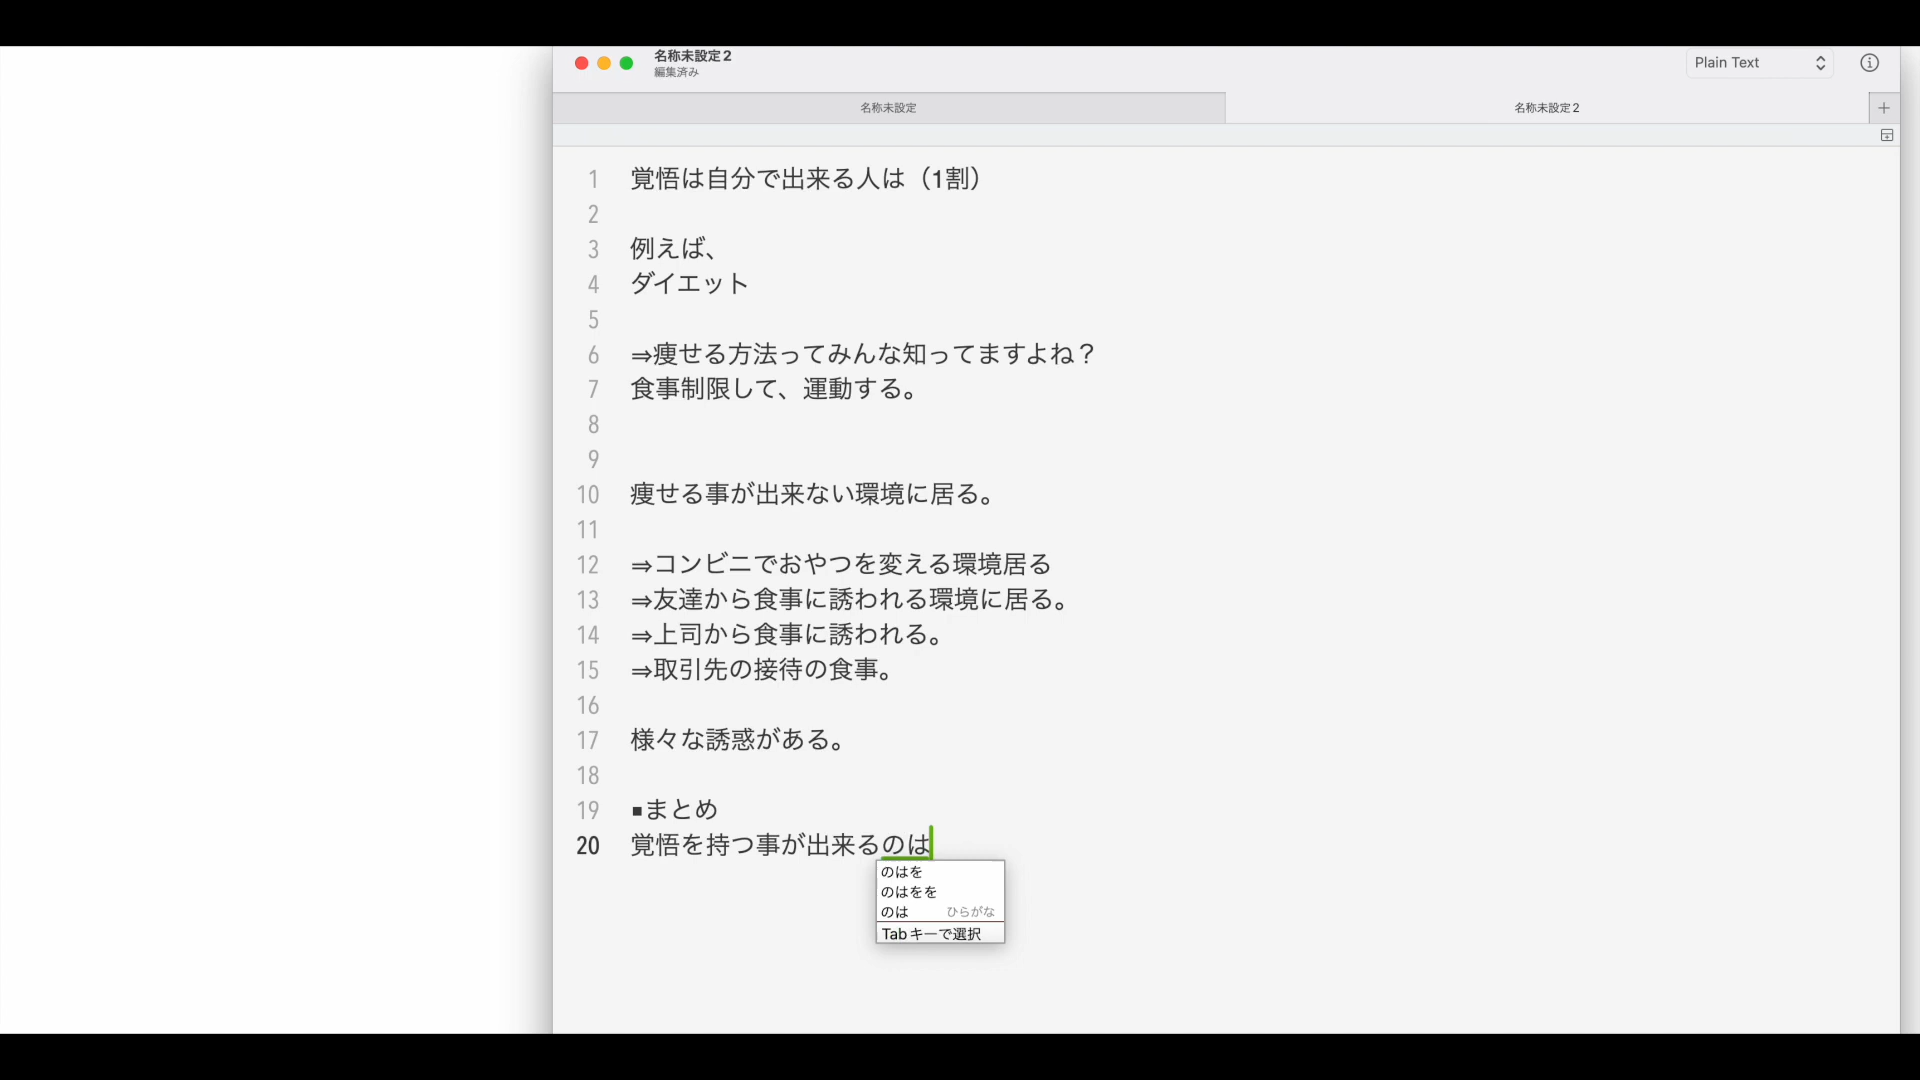 名称未設定2
編集済み
Plain Text
名称未設定
名称未設定2
1 覚悟は自分で出来る人は（1割）
2
3 例えば、
4 ダイエット
5
6 ⇒痩せる方法ってみんな知ってますよね？
7 食事制限して、運動する。
8
9
10 痩せる事が出来ない環境に居る。
11
12 ⇒コンビニでおやつを変える環境居る
13 ⇒友達から食事に誘われる環境に居る。
14 ⇒上司から食事に誘われる。
15 ⇒取引先の接待の食事。
16
17 様々な誘惑がある。
18
19 ▪まとめ
20 覚悟を持つ事が出来るのは
のはを
のはをを
のは ひらがな
Tabキーで選択